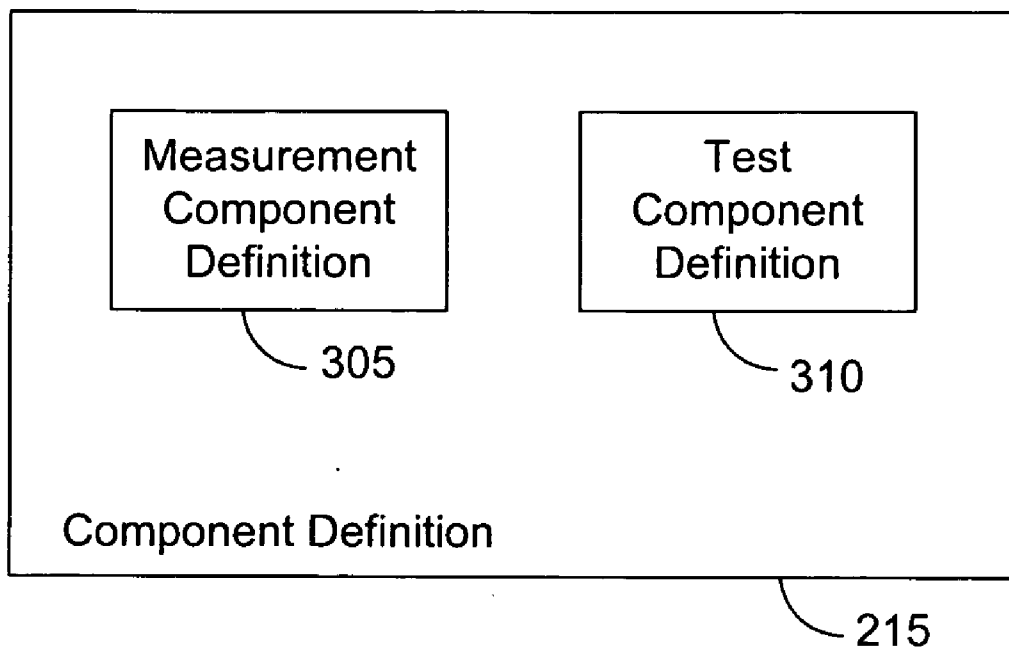 Measurement
Component
Definition
305
Test
Component
Definition
310
Component Definition
215